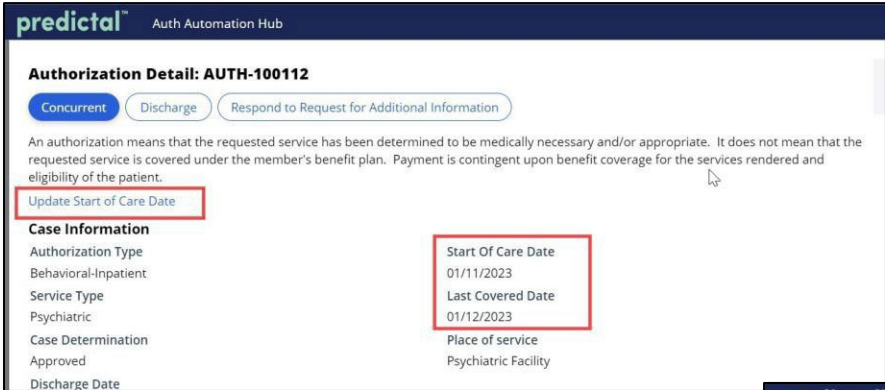 predictal™ Auth Automation Hub
Authorization Detail: AUTH-100112
Concurrent Discharge Respond to Request for Additional Information
An authorization means that the requested service has been determined to be medically necessary and/or appropriate. It does not mean that the
requested service is covered under the member's benefit plan. Payment is contingent upon benefit coverage for the services rendered and
eligibility of the patient.
Update Start of Care Date
Case Information
Authorization Type
Behavioral-Inpatient
Service Type
Psychiatric
Case Determination
Approved
Discharge Date
Start Of Care Date
01/11/2023
Last Covered Date
01/12/2023
Place of service
Psychiatric Facility